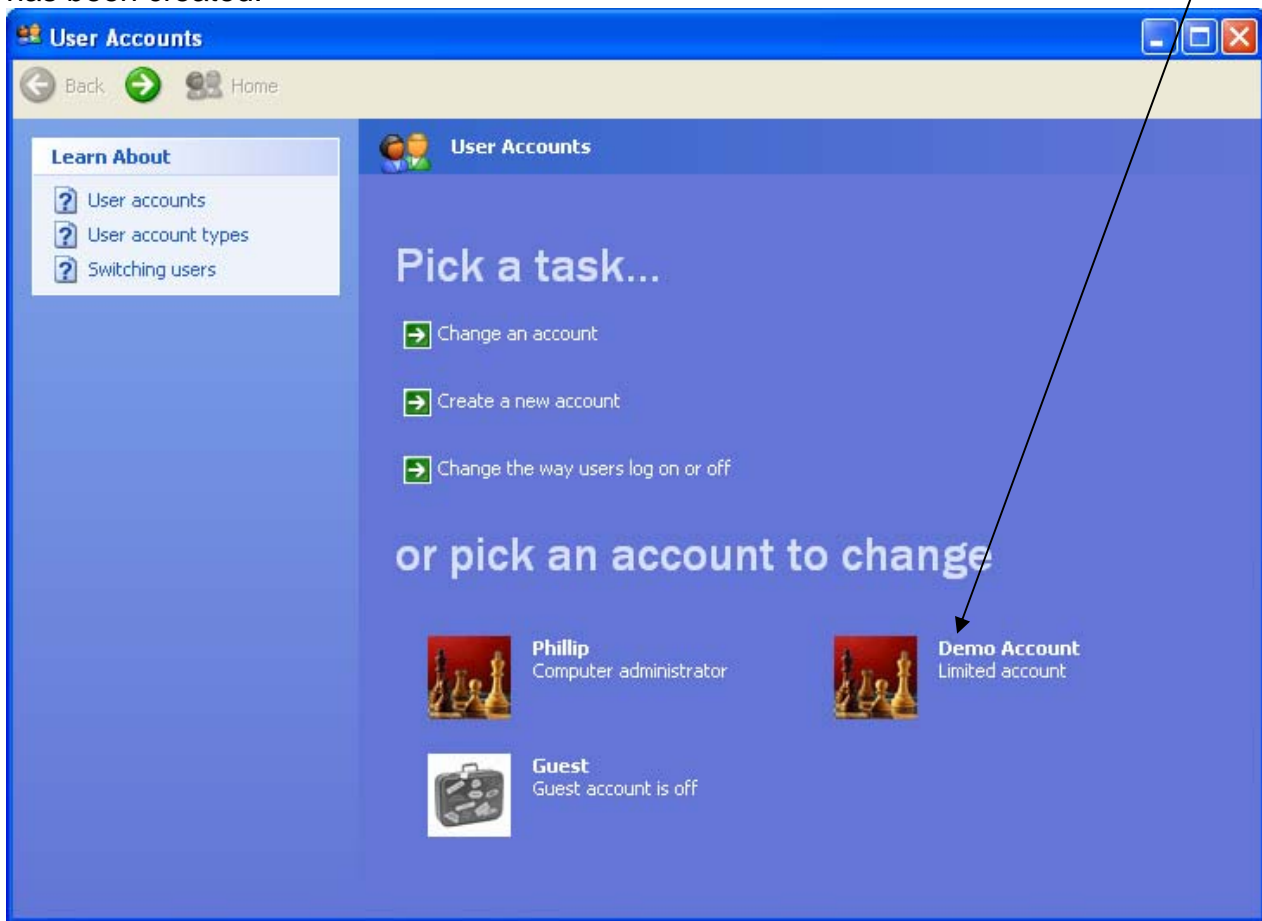 has been created.
User Accounts
Back Home
Learn About
User accounts
User account types
Switching users
User Accounts
Pick a task...
Change an account
Create a new account
Change the way users log on or off
or pick an account to change
Phillip
Computer administrator
Demo Account
Limited account
Guest
Guest account is off